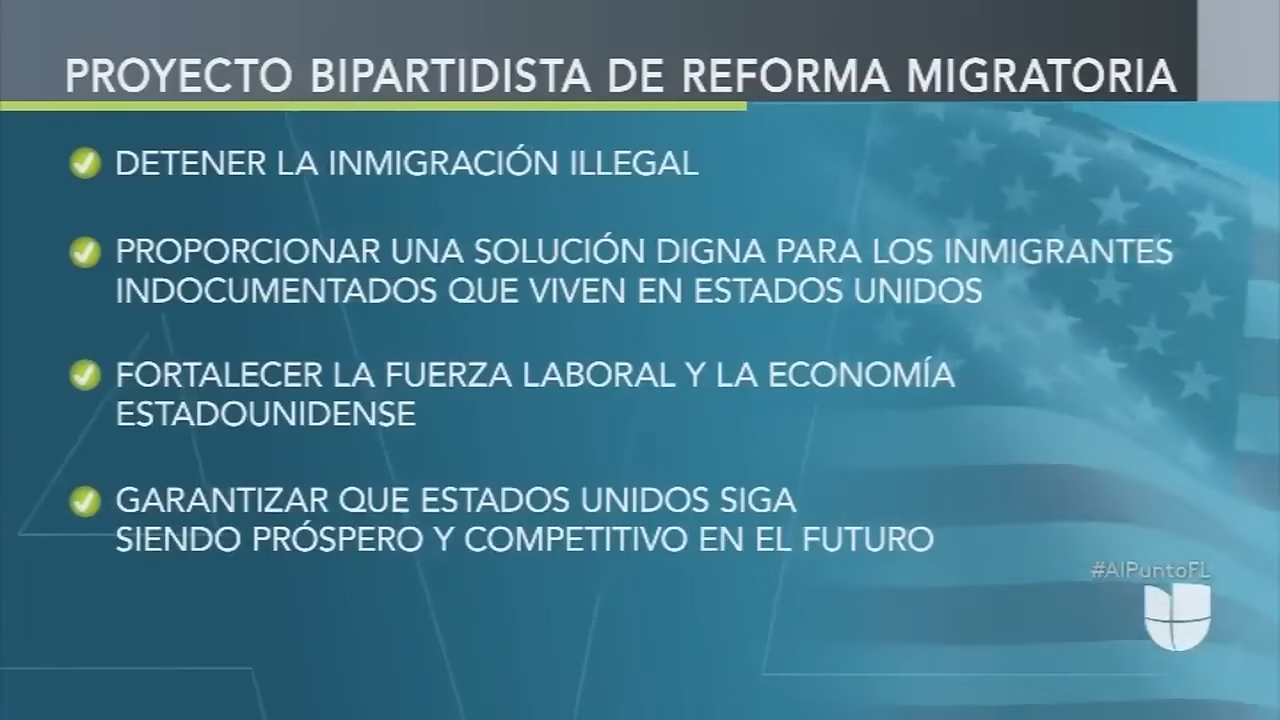 PROYECTO BIPARTIDISTA DE REFORMA MIGRATORIA
DETENER LA INMIGRACIÓN ILLEGAL
PROPORCIONAR UNA SOLUCIÓN DIGNA PARA LOS INMIGRANTES
INDOCUMENTADOS QUE VIVEN EN ESTADOS UNIDOS
FORTALECER LA FUERZA LABORAL Y LA ECONOMÍA
ESTADOUNIDENSE
GARANTIZAR QUE ESTADOS UNIDOS SIGA
SIENDO PRÓSPERO Y COMPETITIVO EN EL FUTURO
#AlPuntoFL